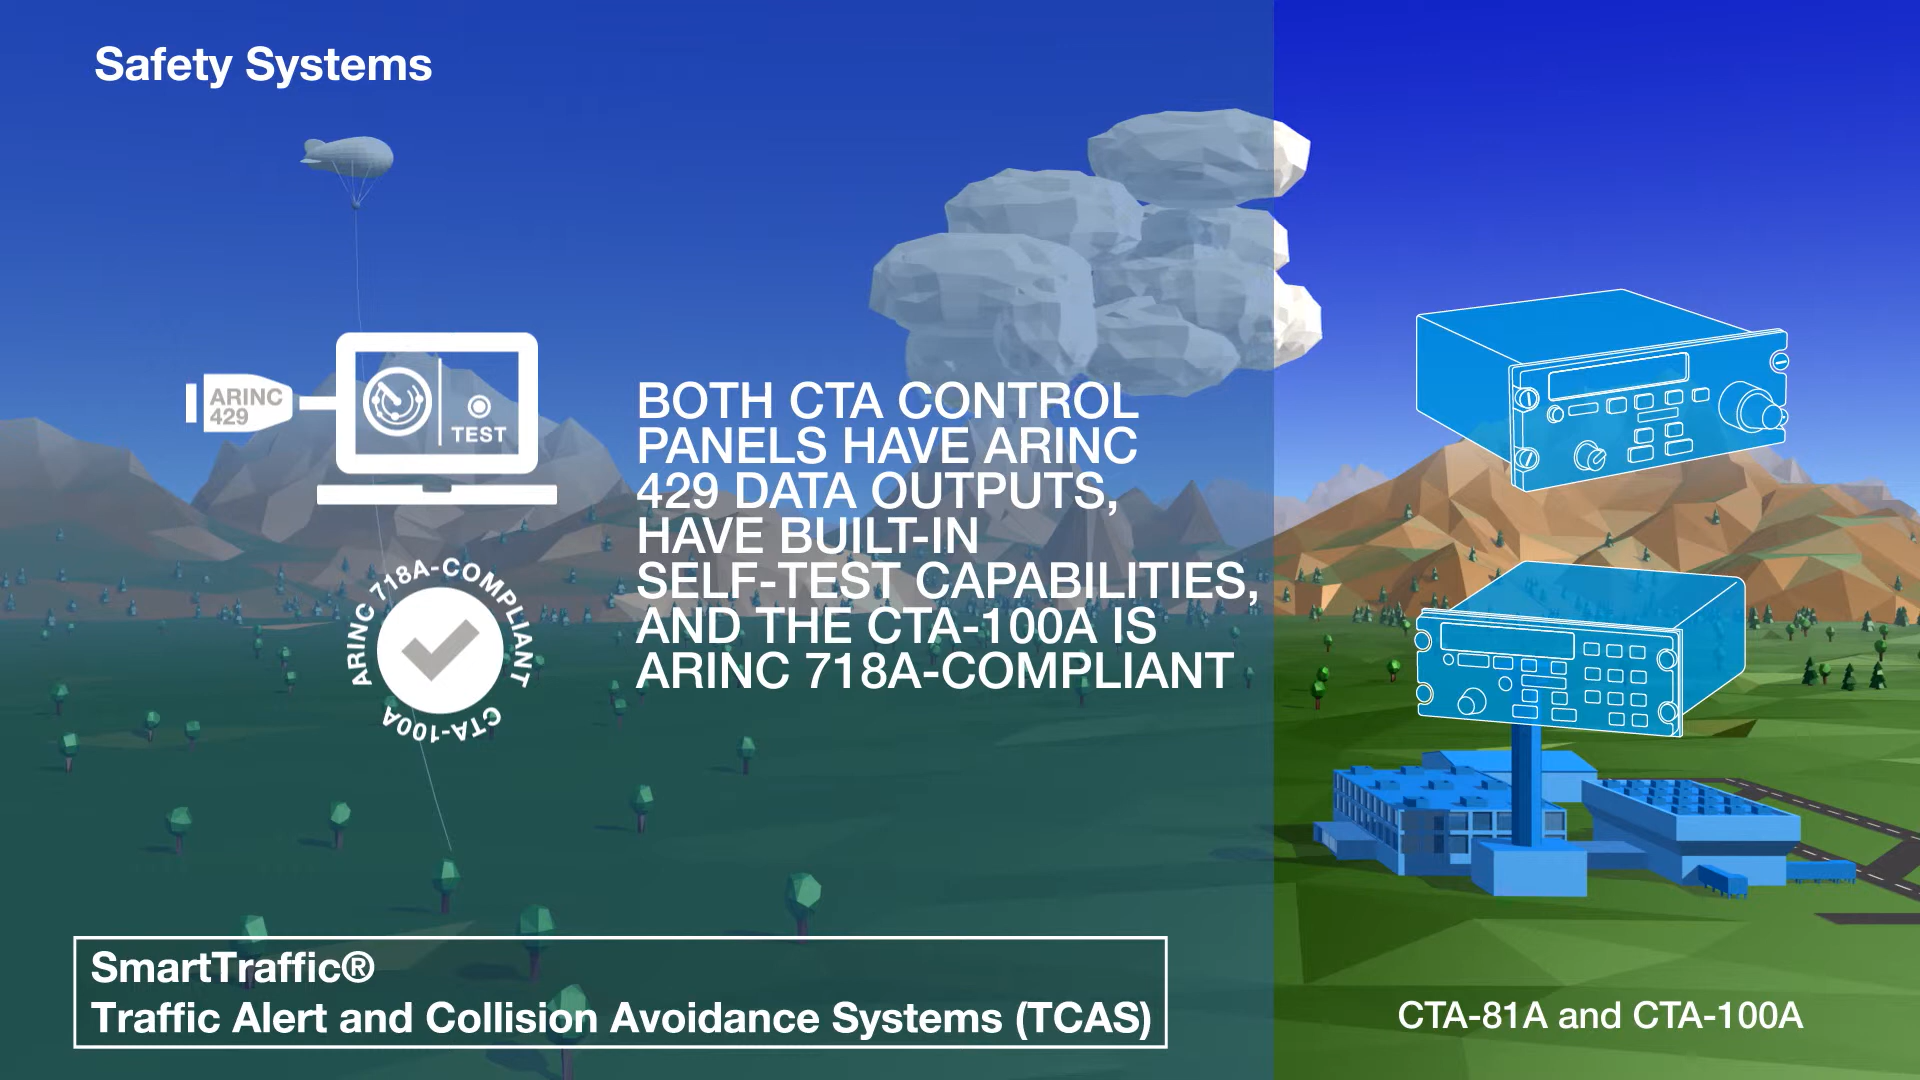 Safety Systems
ARINC
429
TEST
ARINC 718A-COMPLIANT
CTA-100A
BOTH CTA CONTROL
PANELS HAVE ARINC
429 DATA OUTPUTS,
HAVE BUILT-IN
SELF-TEST CAPABILITIES,
AND THE CTA-100A IS
ARINC 718A-COMPLIANT
SmartTraffic®
Traffic Alert and Collision Avoidance Systems (TCAS)
CTA-81A and CTA-100A